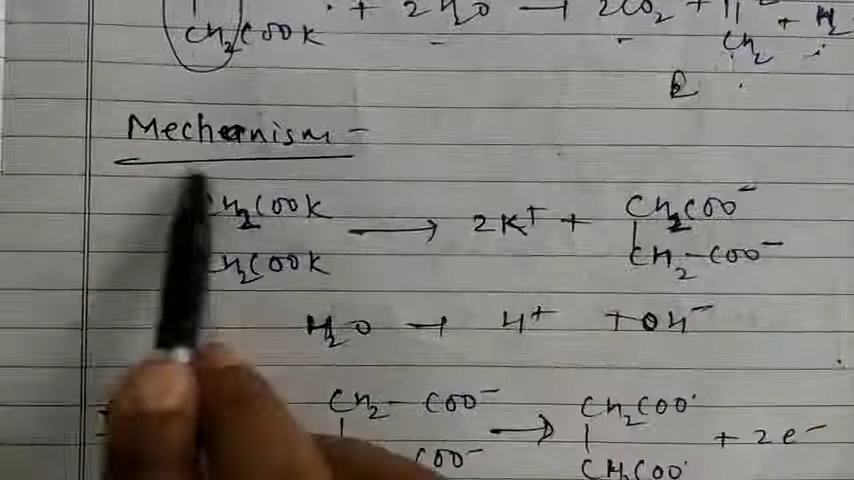 CH2COOK + 2H2O → 2CO2 + || + H2
CH2
Mechanism -
CH2COOK → 2K+ + CH2COO-
CH2COOK CH2-COO-
H2O → H+ + OH-
CH2-COO- → CH2COO· + 2e-
COO- CH2COO·